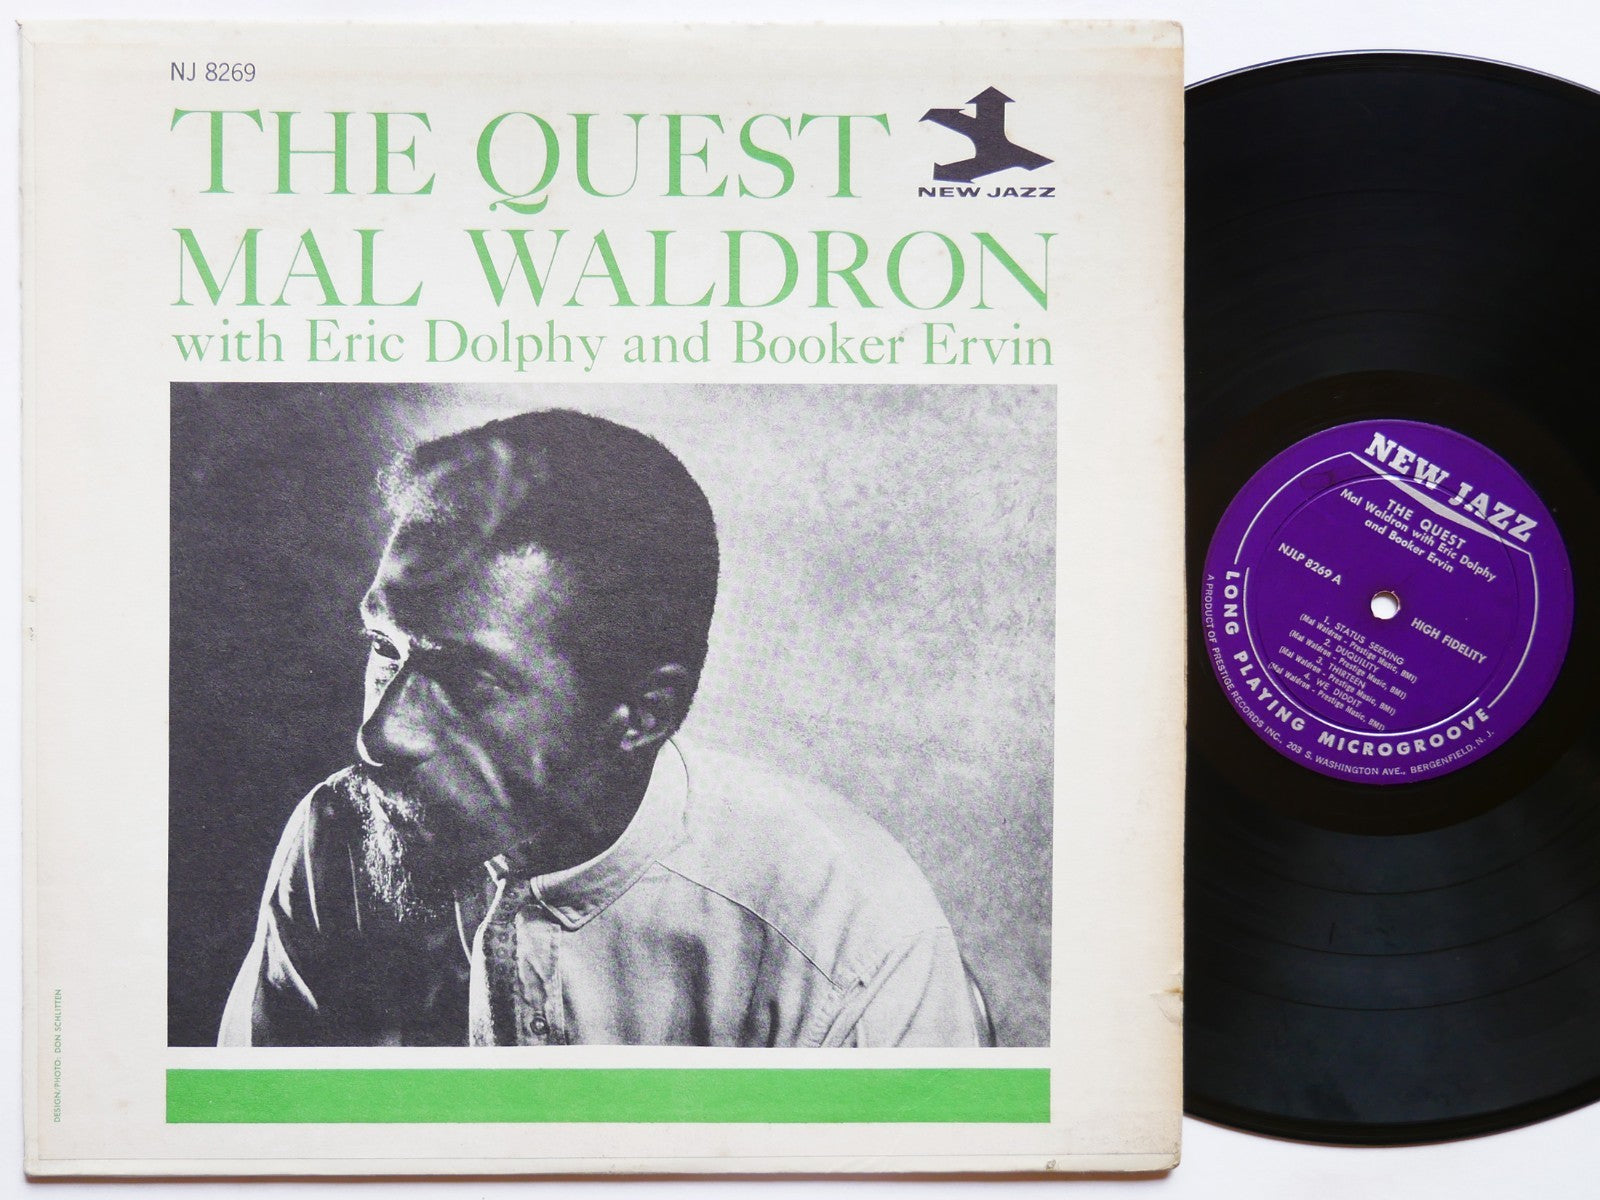 NJ 8269
THE QUEST
NEW JAZZ
MAL WALDRON
with Eric Dolphy and Booker Ervin
DESIGN/PHOTO: DON SCHLITTEN
NEW JAZZ
THE QUEST
Mal Waldron with Eric Dolphy
and Booker Ervin
NJLP 8269 A
HIGH FIDELITY
1. STATUS SEEKING
(Mal Waldron - Prestige Music, BMI)
2. DUQUILITY
(Mal Waldron - Prestige Music, BMI)
3. THIRTEEN
(Mal Waldron - Prestige Music, BMI)
4. WE DIDDIT
(Mal Waldron - Prestige Music, BMI)
LONG PLAYING MICROGROOVE
A PRODUCT OF PRESTIGE RECORDS INC., 203 S. WASHINGTON AVE., BERGENFIELD, N. J.